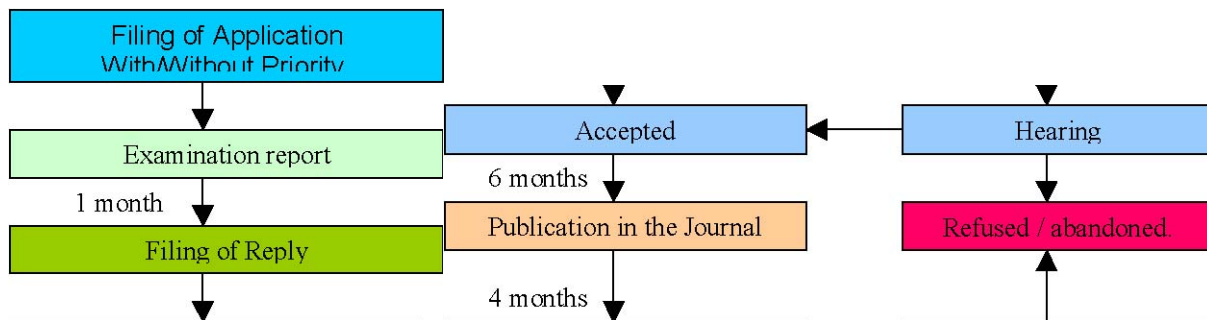 Filing of Application
With/Without Priority
Examination report
1 month
Filing of Reply
Accepted
6 months
Publication in the Journal
4 months
Hearing
Refused / abandoned.